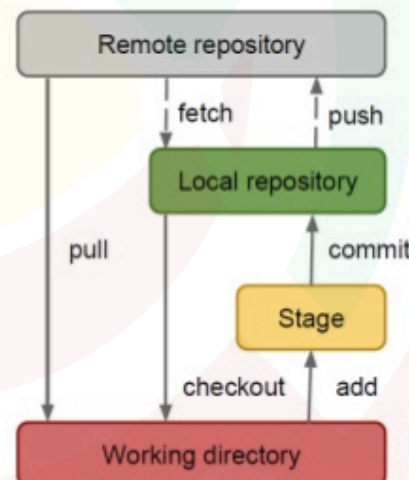 Remote repository
fetch
push
Local repository
pull
commit
Stage
checkout
add
Working directory